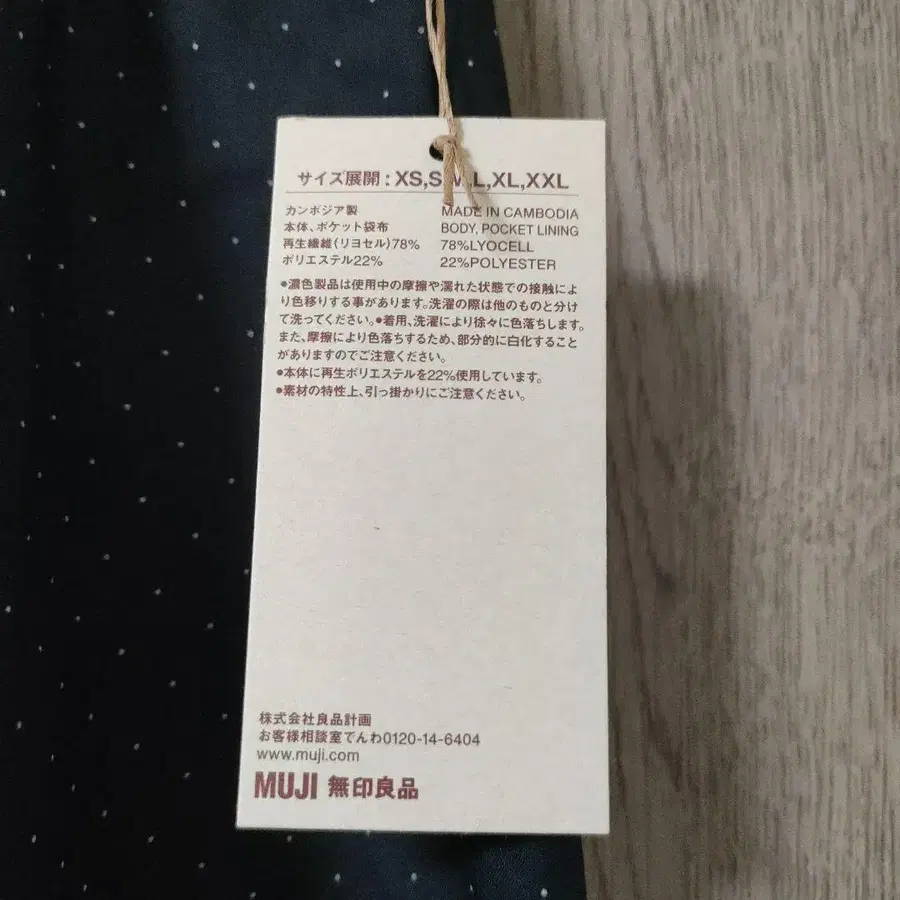 サイズ展開 : XS,S,M,L,XL,XXL
カンボジア製 MADE IN CAMBODIA
本体、ポケット袋布 BODY, POCKET LINING
再生繊維(リヨセル)78% 78%LYOCELL
ポリエステル22% 22%POLYESTER
●濃色製品は使用中の摩擦や濡れた状態での接触によ
り色移りする事があります。洗濯の際は他のものと分け
て洗ってください。●着用、洗濯により徐々に色落ちします。
また、摩擦により色落ちするため、部分的に白化すること
がありますのでご注意ください。
●本体に再生ポリエステルを22%使用しています。
●素材の特性上、引っ掛かりにご注意ください。
株式会社良品計画
お客様相談室でんわ0120-14-6404
www.muji.com
MUJI 無印良品